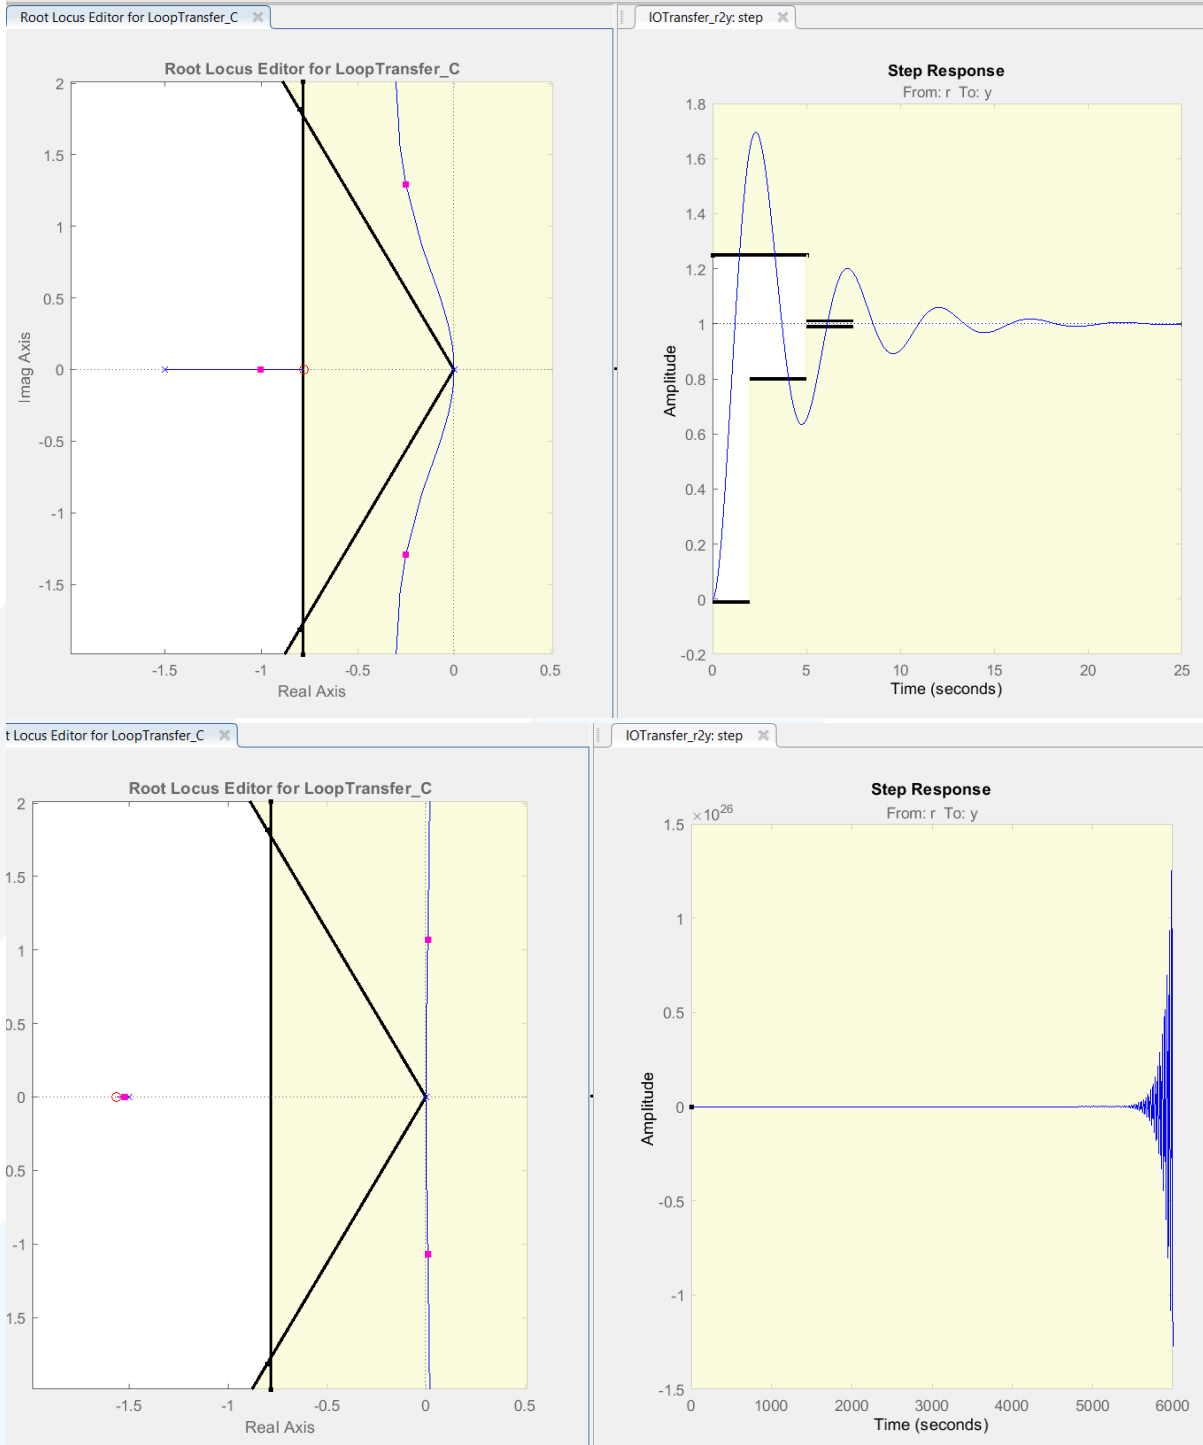 Root Locus Editor for LoopTransfer_C
IOTransfer_r2y: step
Root Locus Editor for LoopTransfer_C
2
1.5
1
0.5
0
-0.5
-1
-1.5
Imag Axis
-1.5 -1 -0.5 0 0.5
Real Axis
Step Response
From: r To: y
1.8
1.6
1.4
1.2
1
0.8
0.6
0.4
0.2
0
-0.2
Amplitude
0 5 10 15 20 25
Time (seconds)
t Locus Editor for LoopTransfer_C
IOTransfer_r2y: step
Root Locus Editor for LoopTransfer_C
2
1.5
1
0.5
0
0.5
-1
1.5
-1.5 -1 -0.5 0 0.5
Real Axis
Step Response
From: r To: y
×10^26
1.5
1
0.5
0
-0.5
-1
-1.5
Amplitude
0 1000 2000 3000 4000 5000 6000
Time (seconds)